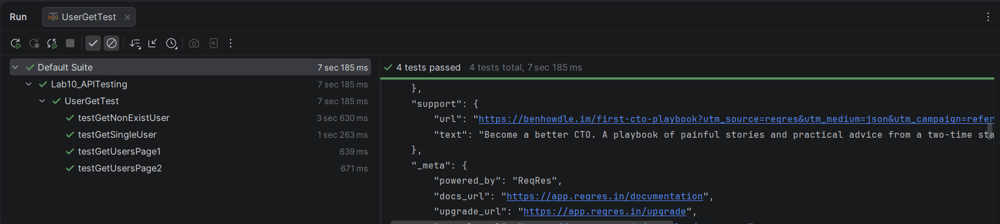 Run UserGetTest
Default Suite 7 sec 185 ms
Lab10_APITesting 7 sec 185 ms
UserGetTest 7 sec 185 ms
testGetNonExistUser 3 sec 630 ms
testGetSingleUser 1 sec 263 ms
testGetUsersPage1 639 ms
testGetUsersPage2 671 ms
4 tests passed 4 tests total, 7 sec 185 ms
},
"support": {
"url": "https://benhowdle.im/first-cto-playbook?utm_source=reqres&utm_medium=json&utm_campaign=refer
"text": "Become a better CTO. A playbook of painful stories and practical advice from a two-time sta
},
"_meta": {
"powered_by": "ReqRes",
"docs_url": "https://app.reqres.in/documentation",
"upgrade_url": "https://app.reqres.in/upgrade",